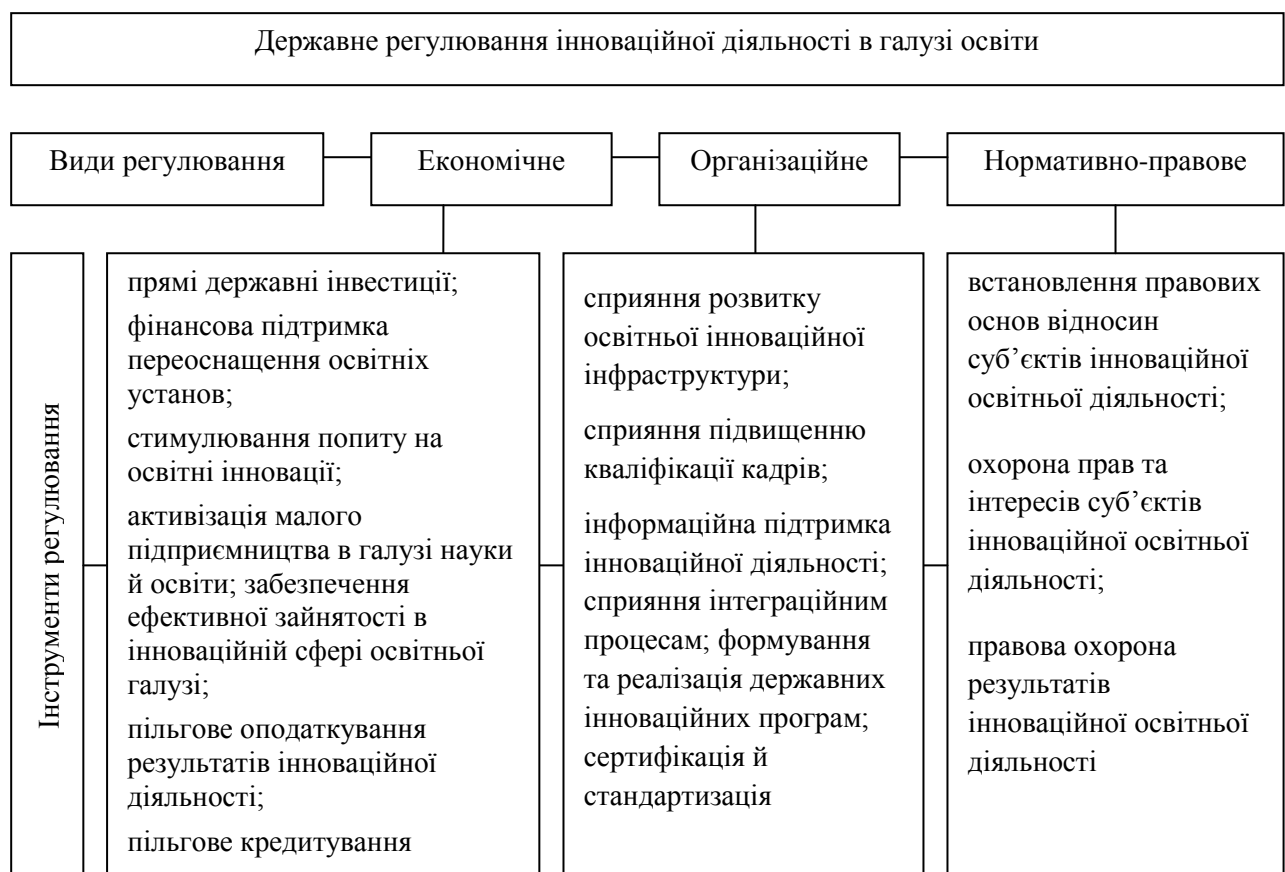 Державне регулювання інноваційної діяльності в галузі освіти
Види регулювання
Економічне
Організаційне
Нормативно-правове
Інструменти регулювання
прямі державні інвестиції;
фінансова підтримка
переоснащення освітніх
установ;
стимулювання попиту на
освітні інновації;
активізація малого
підприємництва в галузі науки
й освіти; забезпечення
ефективної зайнятості в
інноваційній сфері освітньої
галузі;
пільгове оподаткування
результатів інноваційної
діяльності;
пільгове кредитування
сприяння розвитку
освітньої інноваційної
інфраструктури;
сприяння підвищенню
кваліфікації кадрів;
інформаційна підтримка
інноваційної діяльності;
сприяння інтеграційним
процесам; формування
та реалізація державних
інноваційних програм;
сертифікація й
стандартизація
встановлення правових
основ відносин
суб’єктів інноваційної
освітньої діяльності;
охорона прав та
інтересів суб’єктів
інноваційної освітньої
діяльності;
правова охорона
результатів
інноваційної освітньої
діяльності